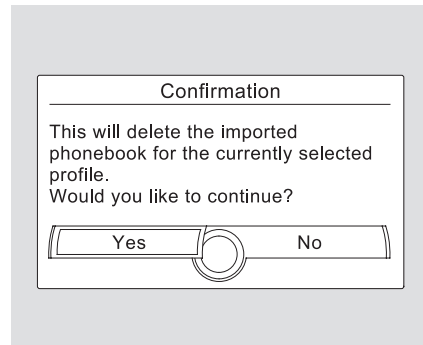 Confirmation
This will delete the imported
phonebook for the currently selected
profile.
Would you like to continue?
Yes No